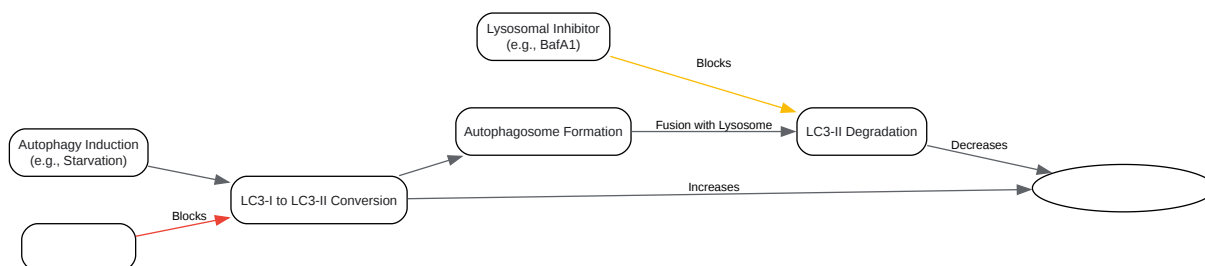 Lysosomal Inhibitor
(e.g., BafA1)
Blocks
Autophagosome Formation
Fusion with Lysosome
LC3-II Degradation
Autophagy Induction
(e.g., Starvation)
Decreases
LC3-I to LC3-II Conversion
Increases
Blocks